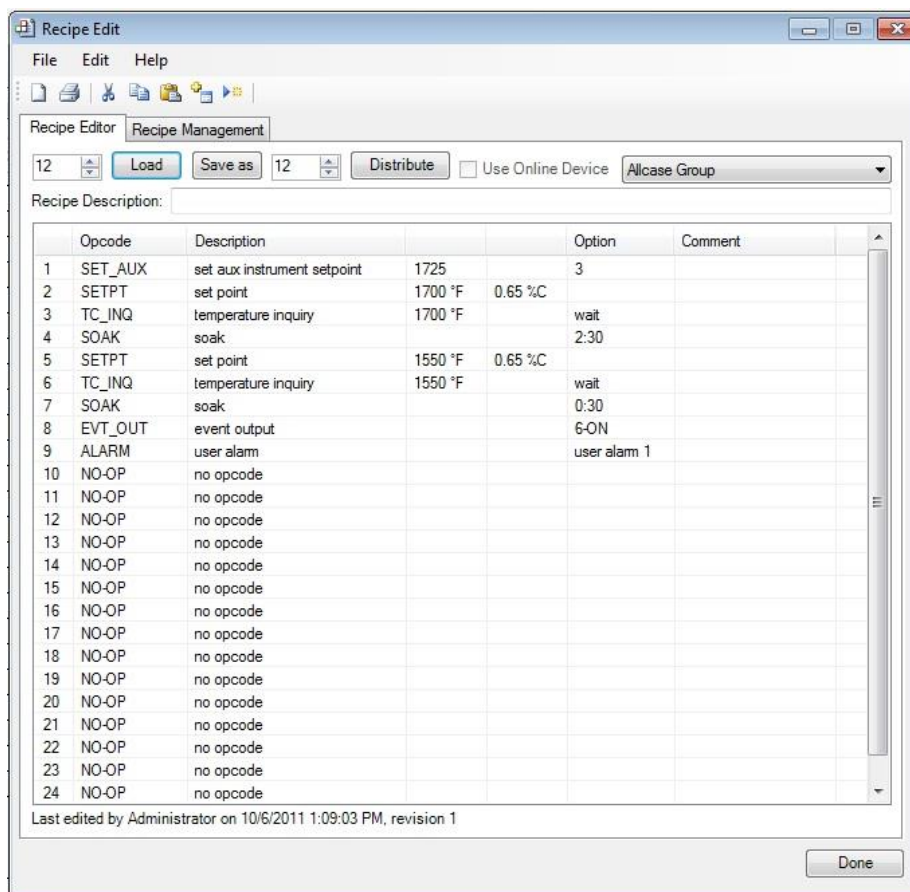 Recipe Edit
File Edit Help
Recipe Editor Recipe Management
12 Load Save as 12 Distribute Use Online Device Allcase Group
Recipe Description:
Opcode Description Option Comment
1 SET_AUX set aux instrument setpoint 1725 3
2 SETPT set point 1700 °F 0.65 %C
3 TC_INQ temperature inquiry 1700 °F wait
4 SOAK soak 2:30
5 SETPT set point 1550 °F 0.65 %C
6 TC_INQ temperature inquiry 1550 °F wait
7 SOAK soak 0:30
8 EVT_OUT event output 6-ON
9 ALARM user alarm user alarm 1
10 NO-OP no opcode
11 NO-OP no opcode
12 NO-OP no opcode
13 NO-OP no opcode
14 NO-OP no opcode
15 NO-OP no opcode
16 NO-OP no opcode
17 NO-OP no opcode
18 NO-OP no opcode
19 NO-OP no opcode
20 NO-OP no opcode
21 NO-OP no opcode
22 NO-OP no opcode
23 NO-OP no opcode
24 NO-OP no opcode
Last edited by Administrator on 10/6/2011 1:09:03 PM, revision 1
Done